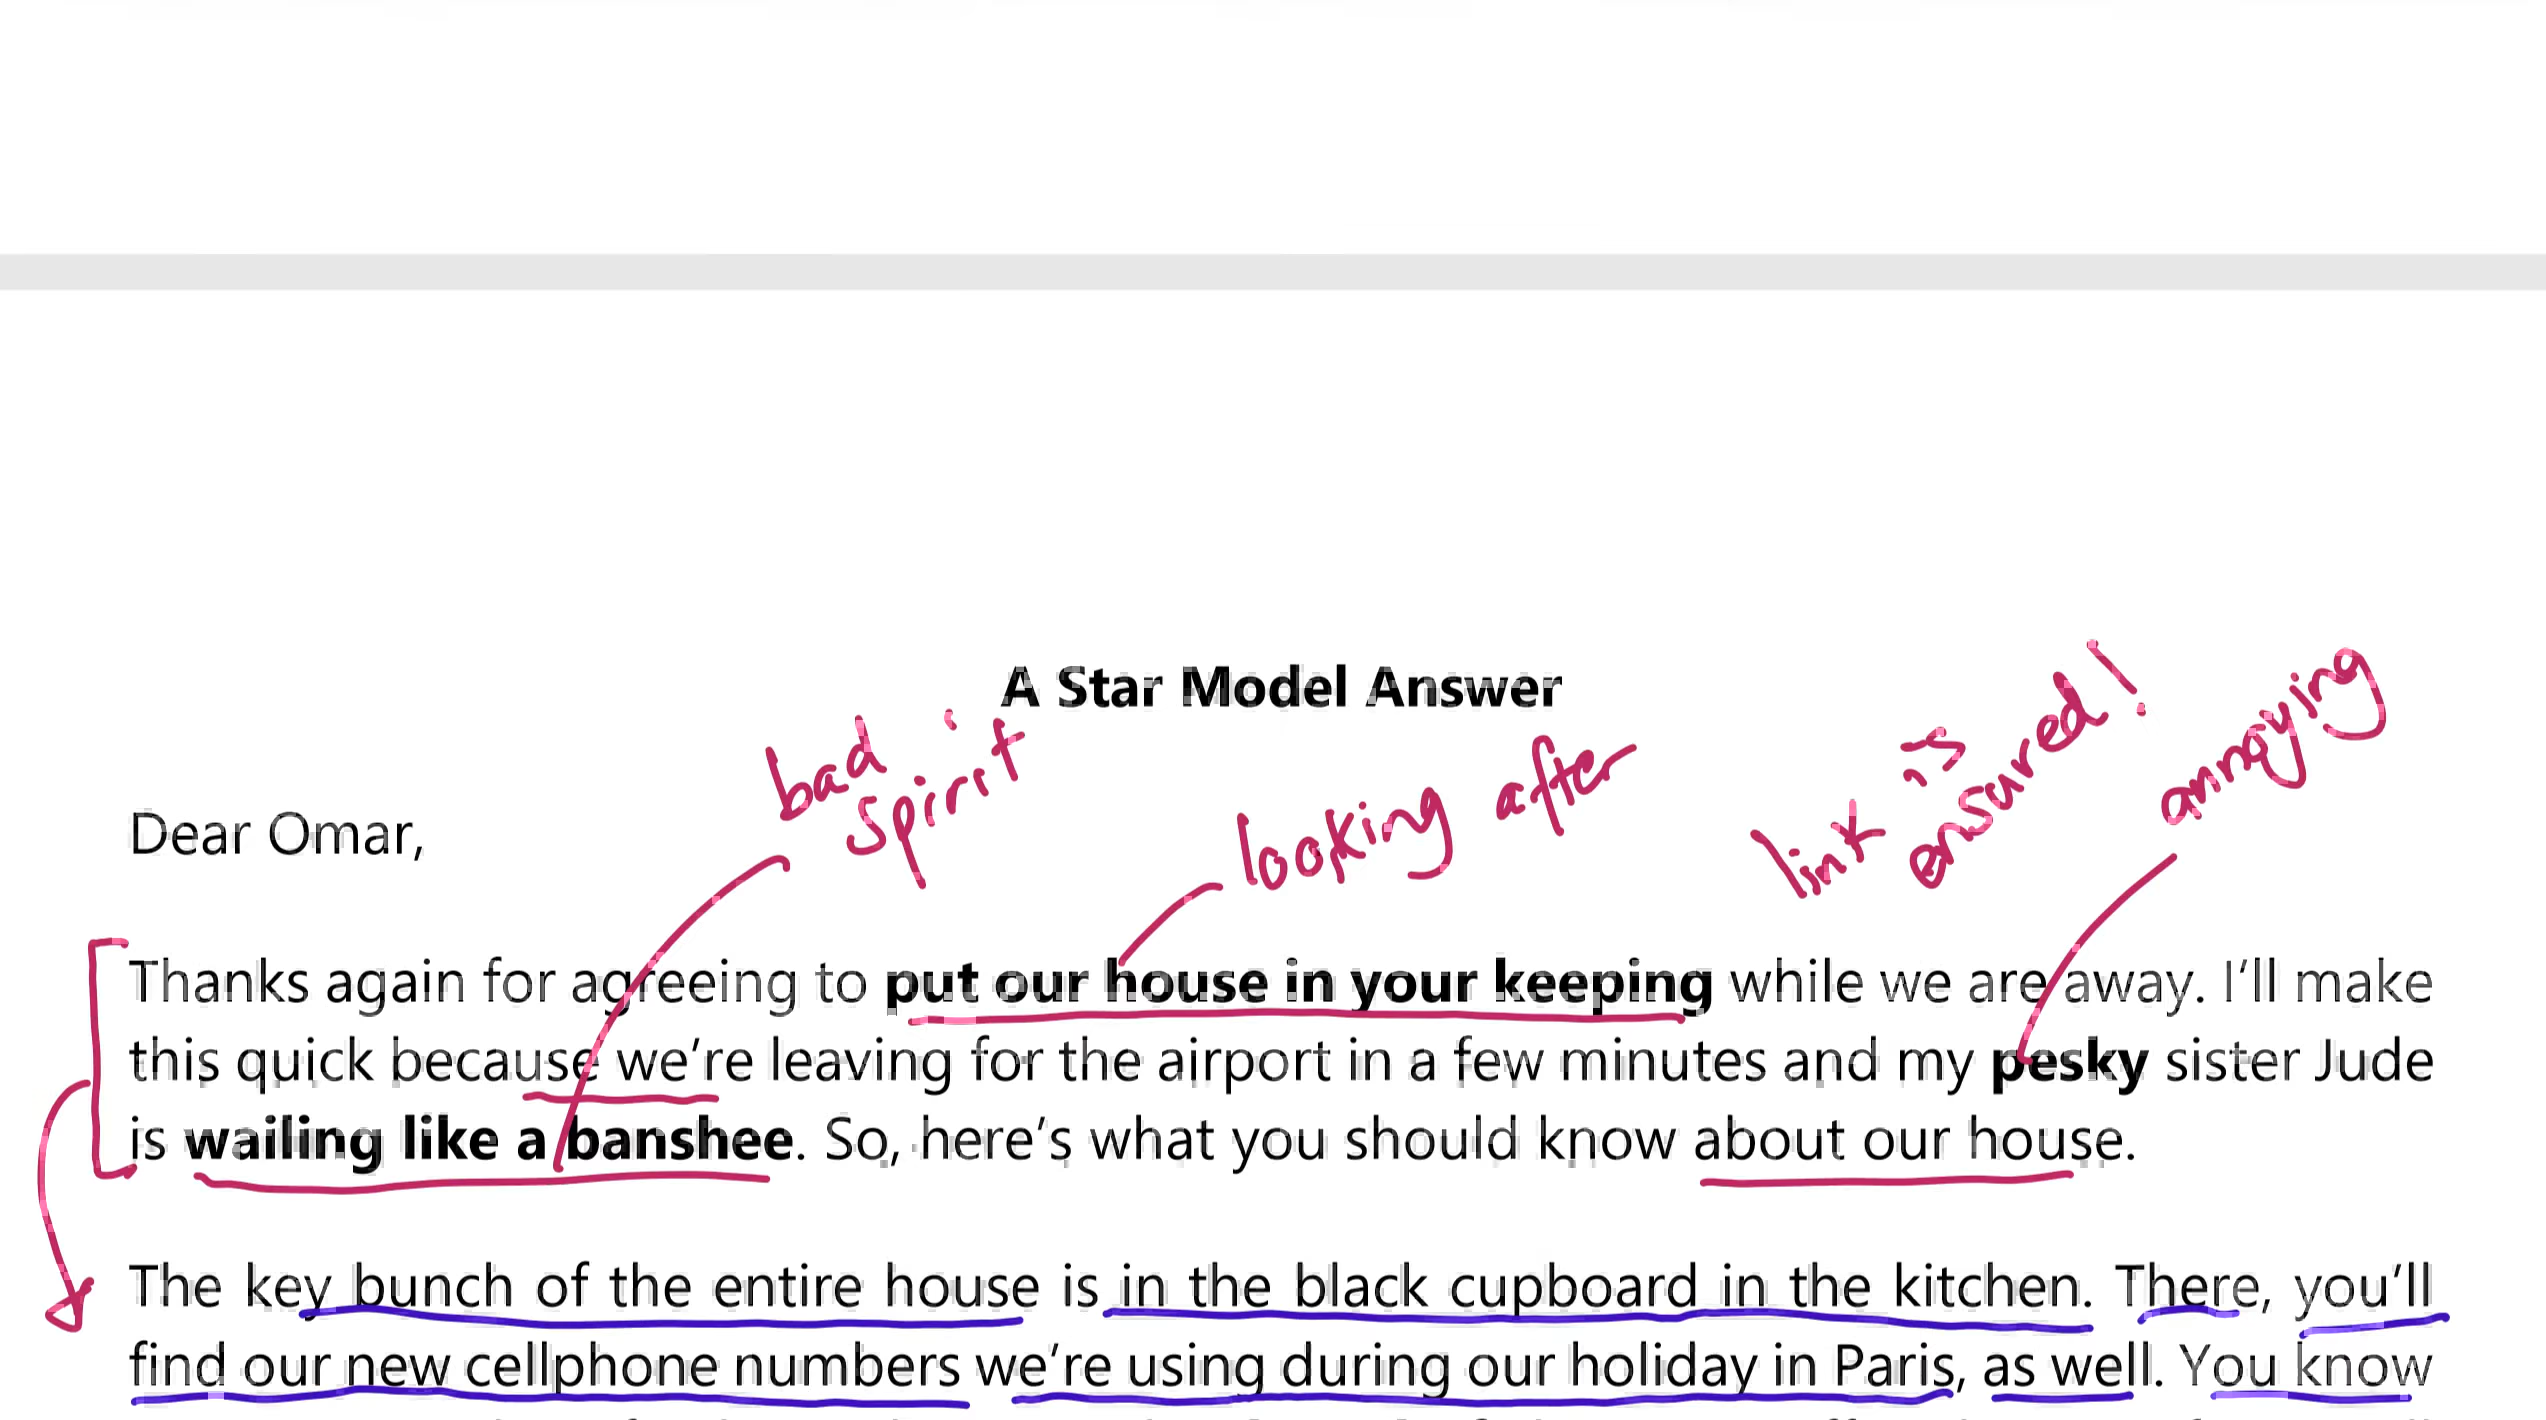 A Star Model Answer
bad
spirit
looking after
link is
ensured!
annoying
Dear Omar,
Thanks again for agreeing to put our house in your keeping while we are away. I'll make
this quick because we're leaving for the airport in a few minutes and my pesky sister Jude
is wailing like a banshee. So, here's what you should know about our house.
The key bunch of the entire house is in the black cupboard in the kitchen. There, you'll
find our new cellphone numbers we're using during our holiday in Paris, as well. You know